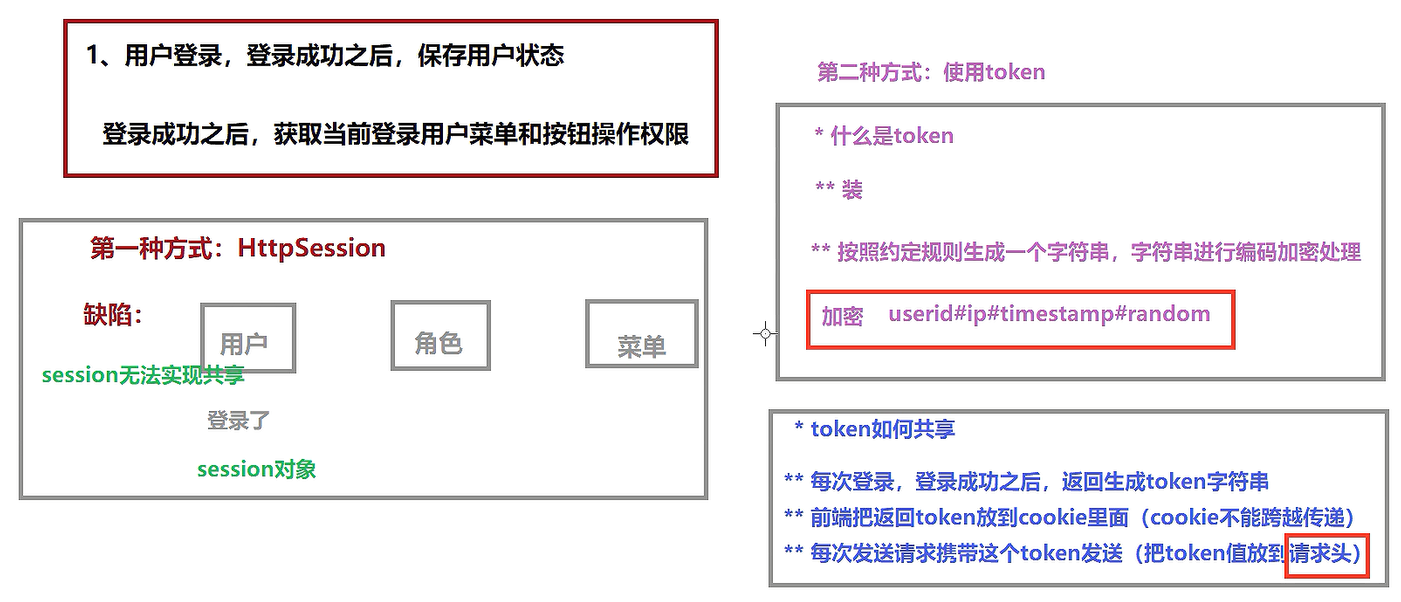 1、用户登录，登录成功之后，保存用户状态
登录成功之后，获取当前登录用户菜单和按钮操作权限
第一种方式：HttpSession
缺陷：
用户
角色
菜单
session无法实现共享
登录了
session对象
第二种方式：使用token
* 什么是token
** 装
** 按照约定规则生成一个字符串，字符串进行编码加密处理
加密 userid#ip#timestamp#random
* token如何共享
** 每次登录，登录成功之后，返回生成token字符串
** 前端把返回token放到cookie里面（cookie不能跨越传递）
** 每次发送请求携带这个token发送（把token值放到请求头）